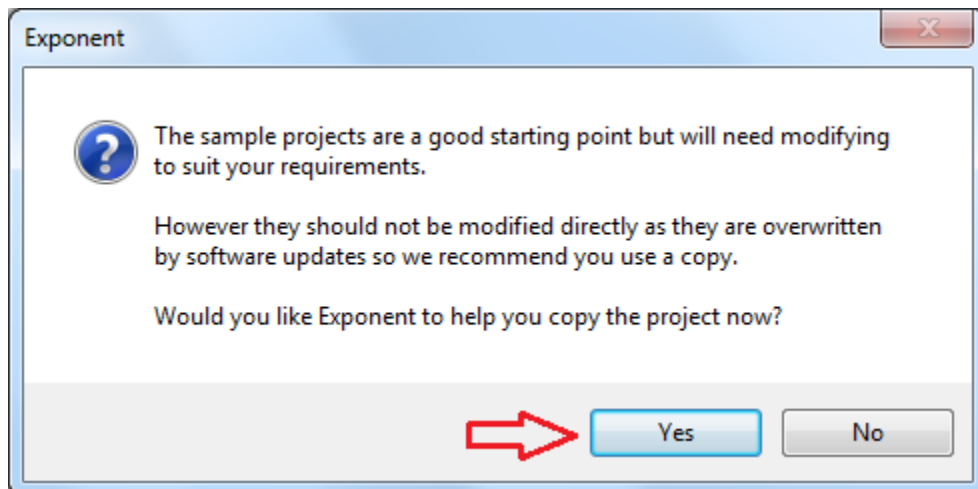 Exponent
The sample projects are a good starting point but will need modifying
to suit your requirements.
However they should not be modified directly as they are overwritten
by software updates so we recommend you use a copy.
Would you like Exponent to help you copy the project now?
Yes
No